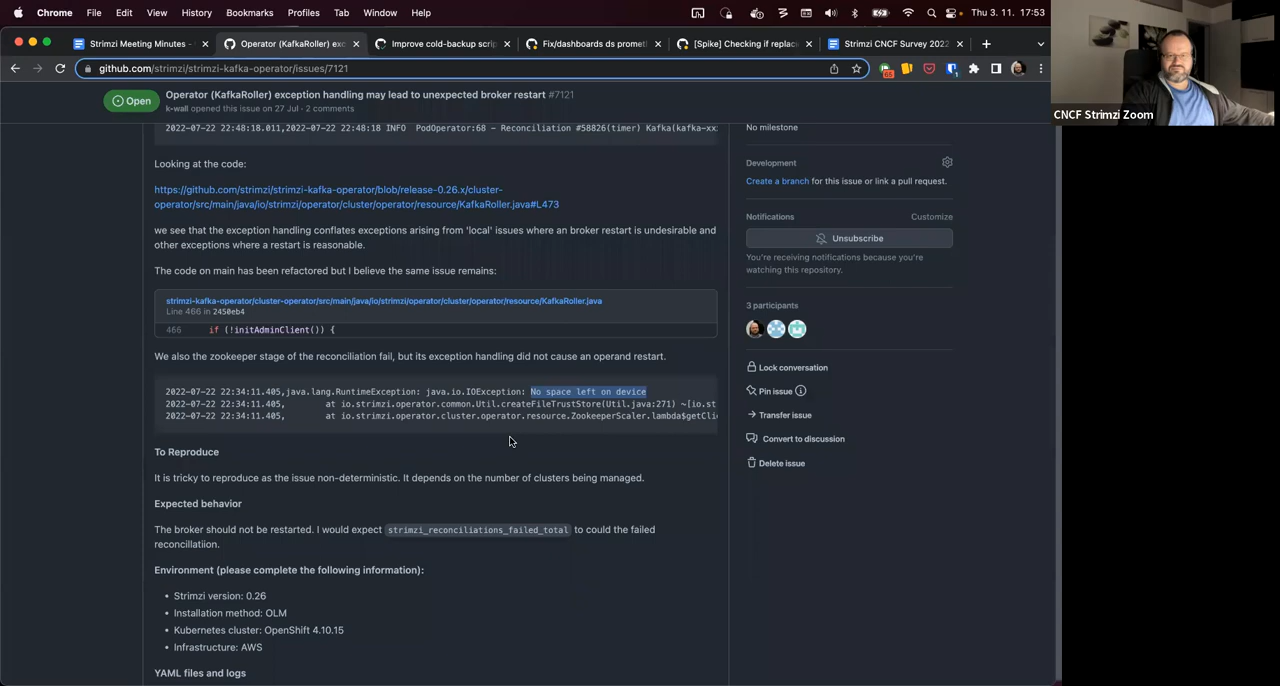 Chrome File Edit View History Bookmarks Profiles Tab Window Help
Thu 3. 11. 17:53
Strimzi Meeting Minutes -
Operator (KafkaRoller) exc
Improve cold-backup scrip
Fix/dashboards ds prometh
[Spike] Checking if replac
Strimzi CNCF Survey 2022
github.com/strimzi/strimzi-kafka-operator/issues/7121
65
Open
Operator (KafkaRoller) exception handling may lead to unexpected broker restart #7121
k-wall opened this issue on 27 Jul · 2 comments
2022-07-22 22:48:18.011,2022-07-22 22:48:18 INFO PodOperator:68 - Reconciliation #58826(timer) Kafka(kafka-xx
Looking at the code:
https://github.com/strimzi/strimzi-kafka-operator/blob/release-0.26.x/cluster-
operator/src/main/java/io/strimzi/operator/cluster/operator/resource/KafkaRoller.java#L473
we see that the exception handling conflates exceptions arising from 'local' issues where an broker restart is undesirable and
other exceptions where a restart is reasonable.
The code on main has been refactored but I believe the same issue remains:
strimzi-kafka-operator/cluster-operator/src/main/java/io/strimzi/operator/cluster/operator/resource/KafkaRoller.java
Line 466 in 2450eb4
466 if (!initAdminClient()) {
We also the zookeeper stage of the reconciliation fail, but its exception handling did not cause an operand restart.
2022-07-22 22:34:11.405,java.lang.RuntimeException: java.io.IOException: No space left on device
2022-07-22 22:34:11.405, at io.strimzi.operator.common.Util.createFileTrustStore(Util.java:271) ~[io.st
2022-07-22 22:34:11.405, at io.strimzi.operator.cluster.operator.resource.ZookeeperScaler.lambda$getCli
To Reproduce
It is tricky to reproduce as the issue non-deterministic. It depends on the number of clusters being managed.
Expected behavior
The broker should not be restarted. I would expect strimzi_reconciliations_failed_total to could the failed
reconcillatiion.
Environment (please complete the following information):
• Strimzi version: 0.26
• Installation method: OLM
• Kubernetes cluster: OpenShift 4.10.15
• Infrastructure: AWS
YAML files and logs
No milestone
Development
Create a branch for this issue or link a pull request.
Notifications
Customize
Unsubscribe
You're receiving notifications because you're
watching this repository.
3 participants
Lock conversation
Pin issue
Transfer issue
Convert to discussion
Delete issue
CNCF Strimzi Zoom